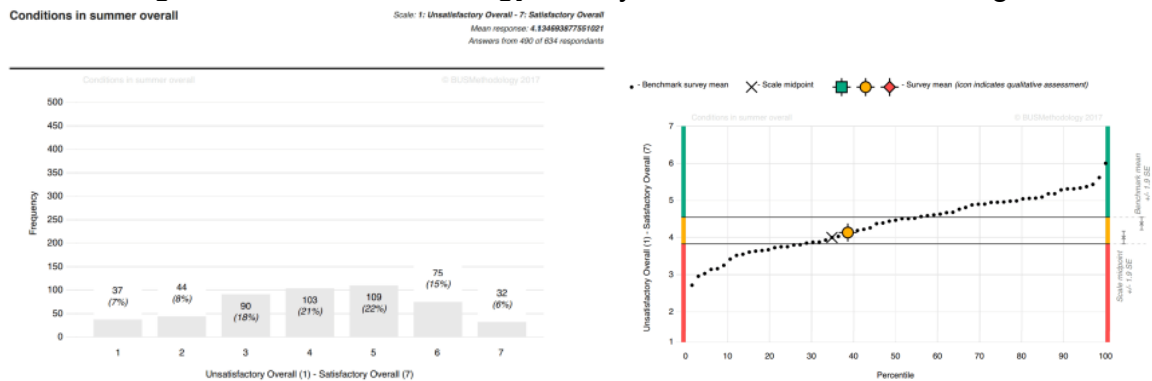 Conditions in summer overall
Scale: 1: Unsatisfactory Overall - 7: Satisfactory Overall
Mean response: 4.134693877551021
Answers from 490 of 634 respondants
Conditions in summer overall
© BUSMethodology 2017
500
450
400
350
300
250
200
150
100
50
0
Frequency
37
(7%)
44
(8%)
90
(18%)
103
(21%)
109
(22%)
75
(15%)
32
(6%)
1 2 3 4 5 6 7
Unsatisfactory Overall (1) - Satisfactory Overall (7)
- Benchmark survey mean
- Scale midpoint
- Survey mean (icon indicates qualitative assessment)
Conditions in summer overall
© BUSMethodology 2017
7
6
5
4
3
2
1
Unsatisfactory Overall (1) - Satisfactory Overall (7)
0 10 20 30 40 50 60 70 80 90 100
Percentile
Benchmark mean
+/- 1.9 SE
Scale midpoint
+/- 1.9 SE